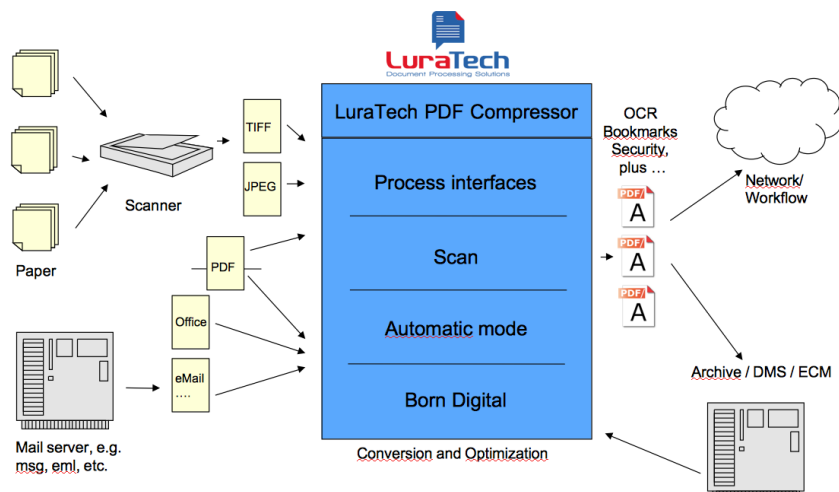 LuraTech
Document Processing Solutions
LuraTech PDF Compressor
Process interfaces
Scan
Automatic mode
Born Digital
Conversion and Optimization
Paper
Scanner
TIFF
JPEG
PDF
Office
eMail
....
Mail server, e.g.
msg, eml, etc.
OCR
Bookmarks
Security,
plus ...
PDF/
A
PDF/
A
PDF/
A
Network/
Workflow
Archive / DMS / ECM